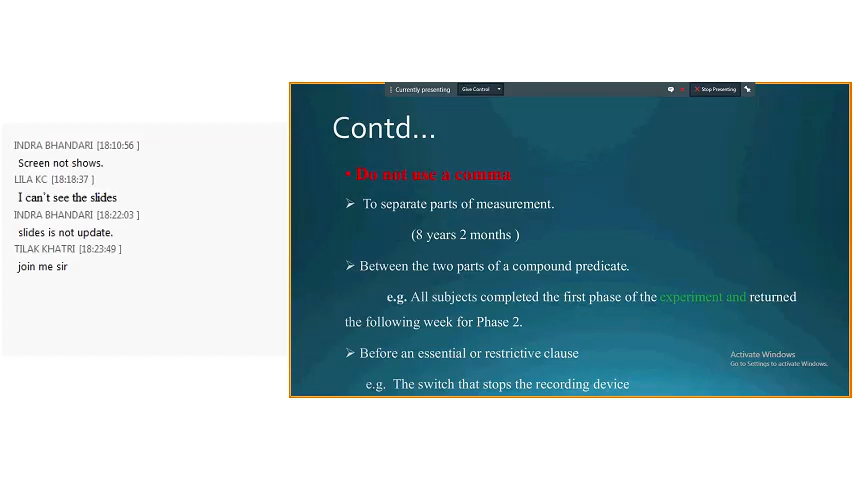 INDRA BHANDARI [18:10:56 ]
Screen not shows.
LILA KC [18:18:37 ]
I can't see the slides
INDRA BHANDARI [18:22:03 ]
slides is not update.
TILAK KHATRI [18:23:49 ]
join me sir
Currently presenting Give Control Stop Presenting
Contd...
• Do not use a comma
➢ To separate parts of measurement.
(8 years 2 months )
➢ Between the two parts of a compound predicate.
e.g. All subjects completed the first phase of the experiment and returned
the following week for Phase 2.
➢ Before an essential or restrictive clause
e.g. The switch that stops the recording device
Activate Windows
Go to Settings to activate Windows.